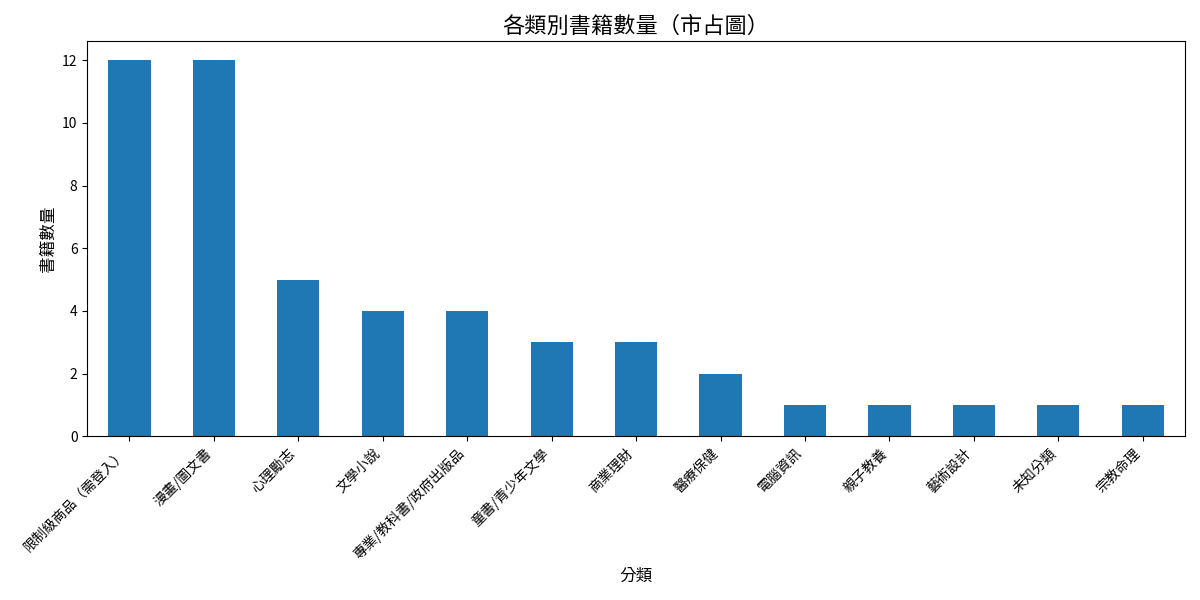 各類別書籍數量（市占圖）
書籍數量
12
10
8
6
4
2
0
限制級商品（需登入）
漫畫/圖文書
心理勵志
文學小說
專業/教科書/政府出版品
童書/青少年文學
商業理財
醫療保健
電腦資訊
親子教養
藝術設計
未知分類
宗教命理
分類